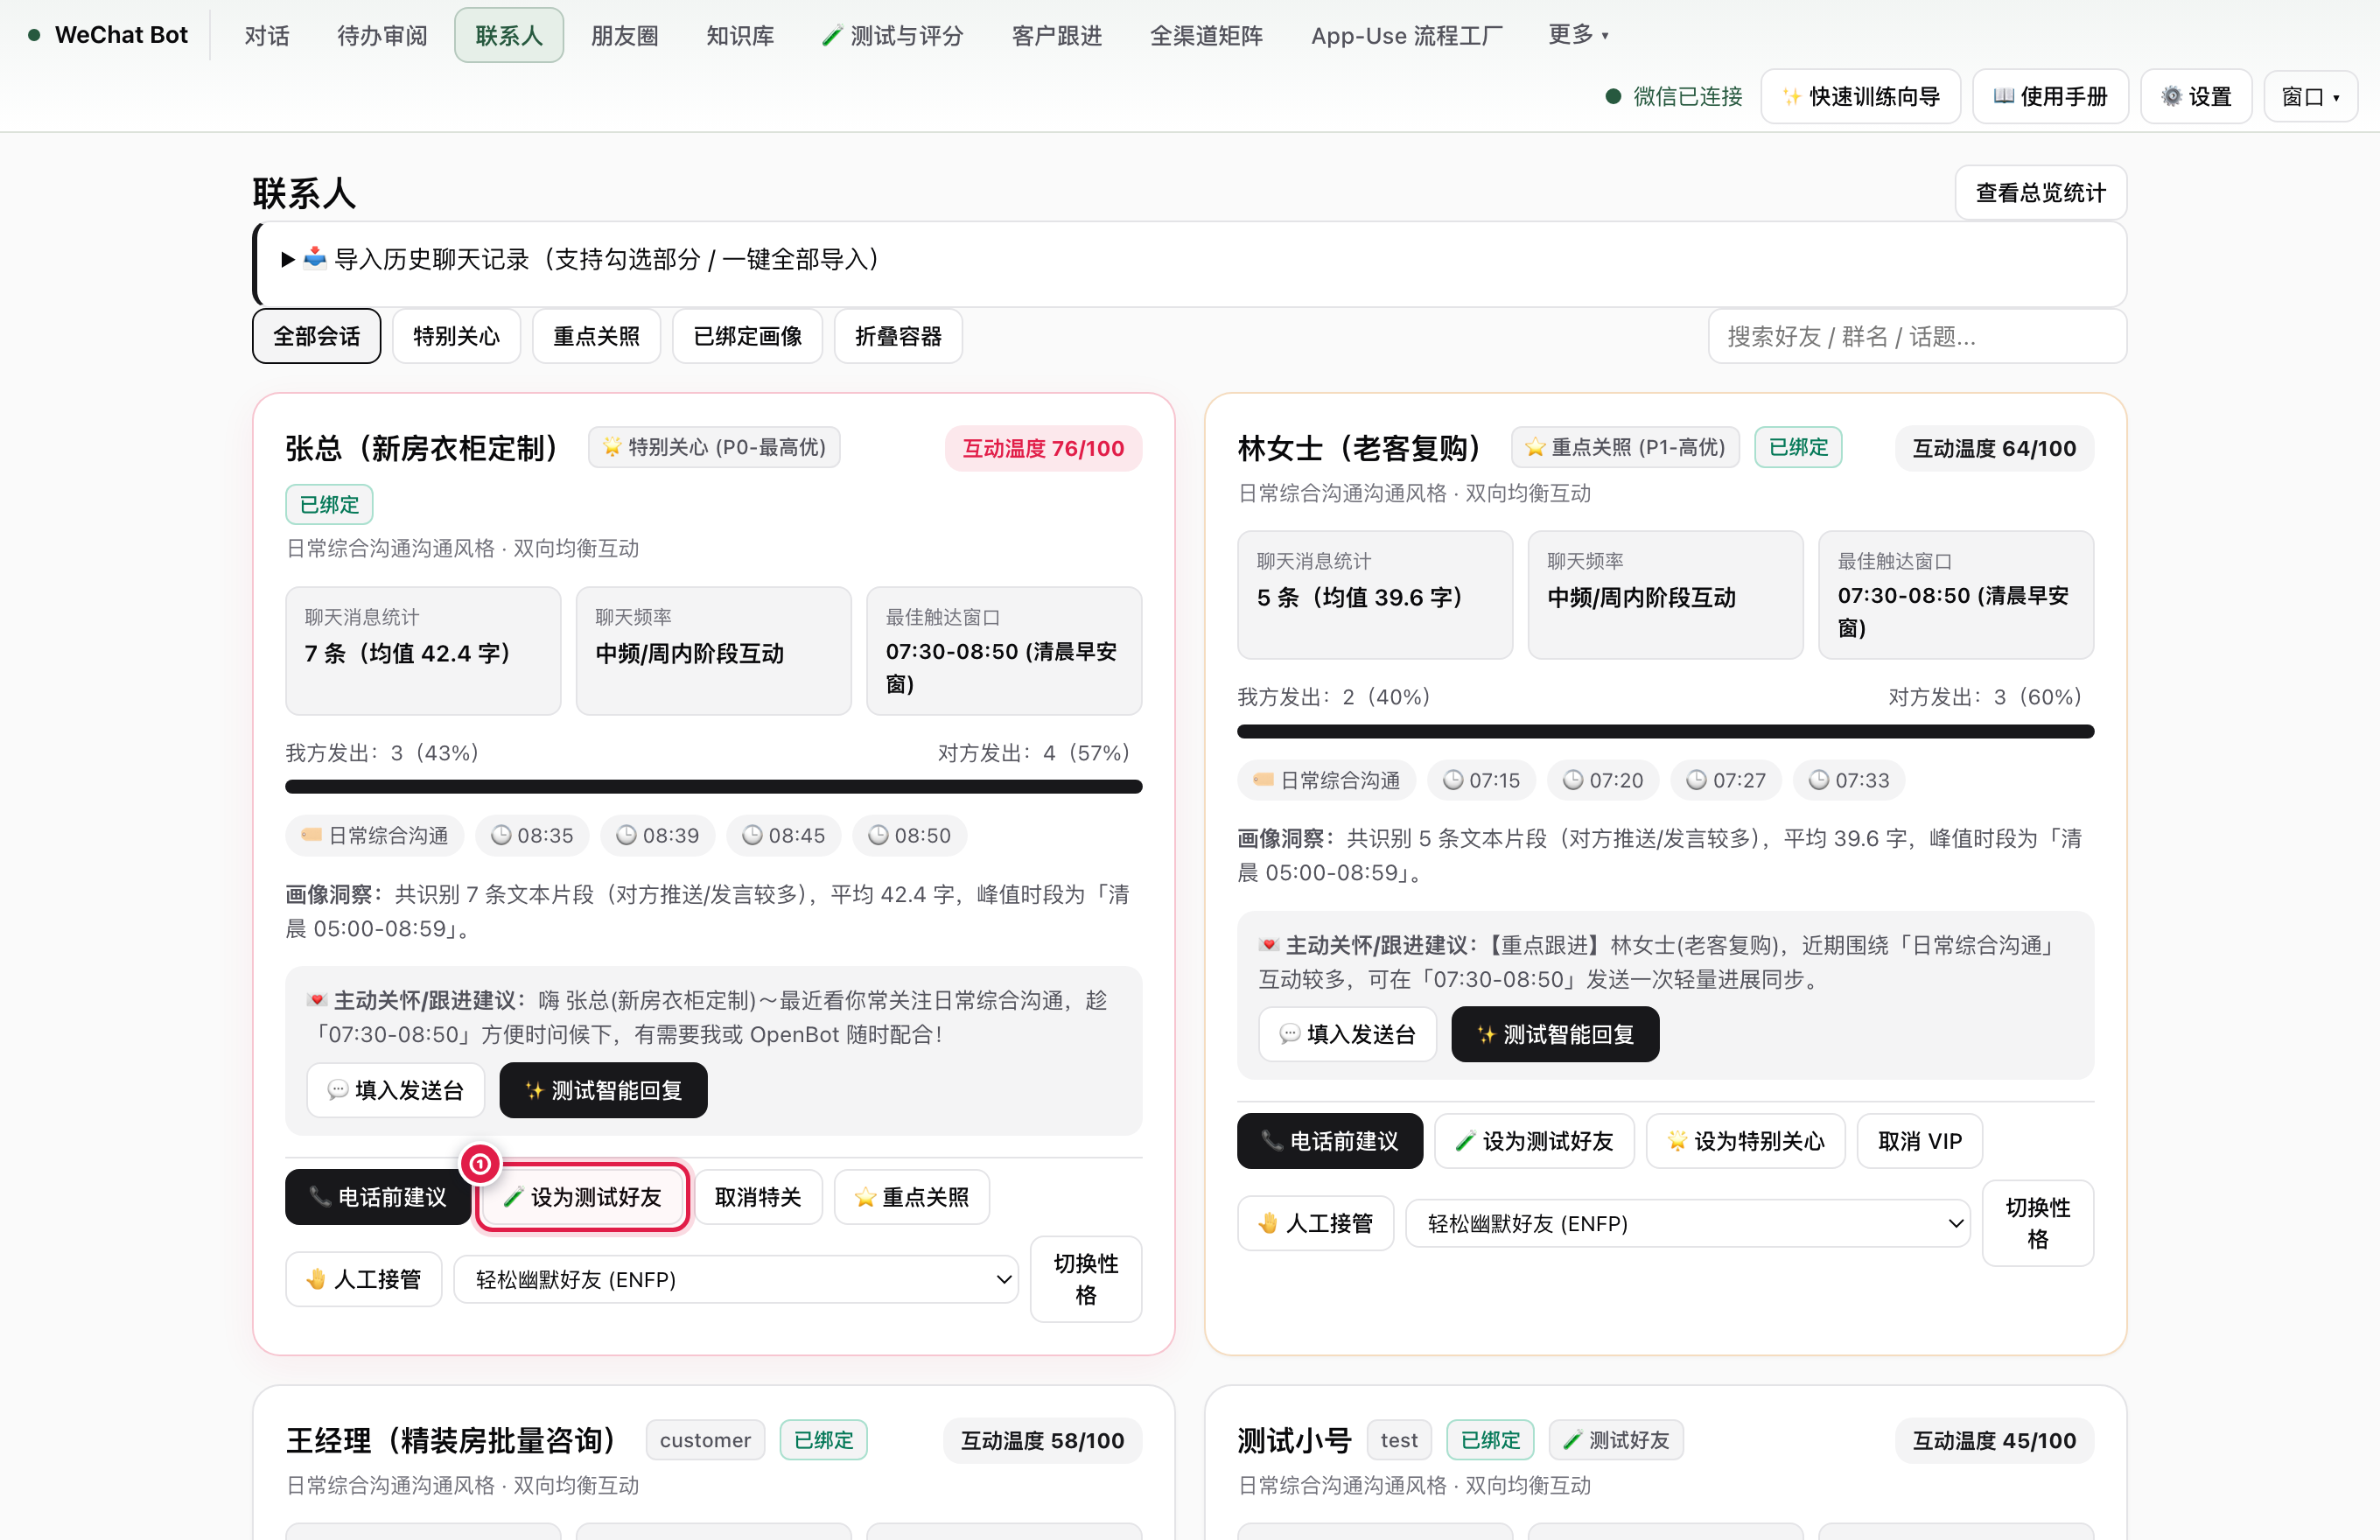 WeChat Bot
对话
待办审阅
联系人
朋友圈
知识库
🧪 测试与评分
客户跟进
全渠道矩阵
App-Use 流程工厂
更多 ▾
微信已连接
✨ 快速训练向导
📖 使用手册
⚙️ 设置
窗口 ▾
联系人
查看总览统计
▶ 📥 导入历史聊天记录（支持勾选部分 / 一键全部导入）
全部会话
特别关心
重点关照
已绑定画像
折叠容器
搜索好友 / 群名 / 话题...
张总（新房衣柜定制）
🌟 特别关心 (P0-最高优)
互动温度 76/100
已绑定
日常综合沟通沟通风格 · 双向均衡互动
聊天消息统计
7 条（均值 42.4 字）
聊天频率
中频/周内阶段互动
最佳触达窗口
07:30-08:50 (清晨早安
窗)
我方发出：3（43%）
对方发出：4（57%）
🏷️ 日常综合沟通
🕒 08:35
🕒 08:39
🕒 08:45
🕒 08:50
画像洞察：共识别 7 条文本片段（对方推送/发言较多），平均 42.4 字，峰值时段为「清
晨 05:00-08:59」。
💌 主动关怀/跟进建议：嗨 张总(新房衣柜定制)～最近看你常关注日常综合沟通，趁
「07:30-08:50」方便时问候下，有需要我或 OpenBot 随时配合！
💬 填入发送台
✨ 测试智能回复
①
📞 电话前建议
🧪 设为测试好友
取消特关
⭐ 重点关照
🤚 人工接管
轻松幽默好友 (ENFP)
切换性
格
林女士（老客复购）
⭐ 重点关照 (P1-高优)
已绑定
互动温度 64/100
日常综合沟通沟通风格 · 双向均衡互动
聊天消息统计
5 条（均值 39.6 字）
聊天频率
中频/周内阶段互动
最佳触达窗口
07:30-08:50 (清晨早安
窗)
我方发出：2（40%）
对方发出：3（60%）
🏷️ 日常综合沟通
🕒 07:15
🕒 07:20
🕒 07:27
🕒 07:33
画像洞察：共识别 5 条文本片段（对方推送/发言较多），平均 39.6 字，峰值时段为「清
晨 05:00-08:59」。
💌 主动关怀/跟进建议：【重点跟进】林女士(老客复购)，近期围绕「日常综合沟通」
互动较多，可在「07:30-08:50」发送一次轻量进展同步。
💬 填入发送台
✨ 测试智能回复
📞 电话前建议
🧪 设为测试好友
🌟 设为特别关心
取消 VIP
🤚 人工接管
轻松幽默好友 (ENFP)
切换性
格
王经理（精装房批量咨询）
customer
已绑定
互动温度 58/100
日常综合沟通沟通风格 · 双向均衡互动
测试小号
test
已绑定
🧪 测试好友
互动温度 45/100
日常综合沟通沟通风格 · 双向均衡互动